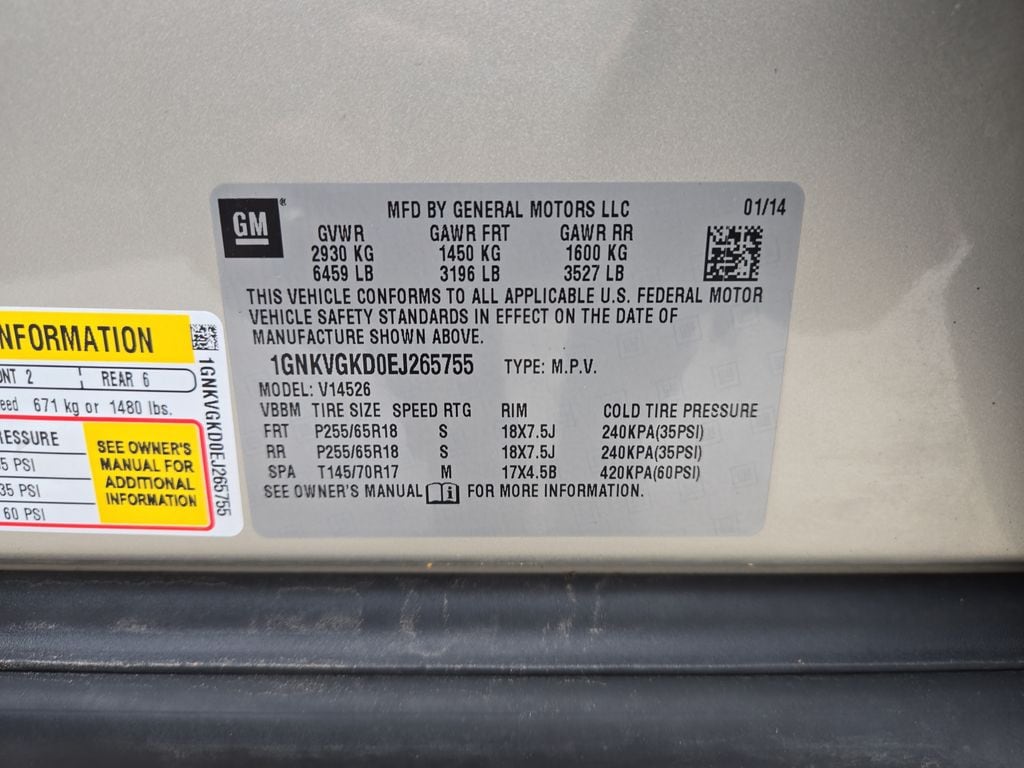 GM®
MFD BY GENERAL MOTORS LLC 01/14
GVWR GAWR FRT GAWR RR
2930 KG 1450 KG 1600 KG
6459 LB 3196 LB 3527 LB
THIS VEHICLE CONFORMS TO ALL APPLICABLE U.S. FEDERAL MOTOR
VEHICLE SAFETY STANDARDS IN EFFECT ON THE DATE OF
MANUFACTURE SHOWN ABOVE.
1GNKVGKD0EJ265755 TYPE: M.P.V.
MODEL: V14526
VBBM TIRE SIZE SPEED RTG RIM COLD TIRE PRESSURE
FRT P255/65R18 S 18X7.5J 240KPA(35PSI)
RR P255/65R18 S 18X7.5J 240KPA(35PSI)
SPA T145/70R17 M 17X4.5B 420KPA(60PSI)
SEE OWNER'S MANUAL FOR MORE INFORMATION.
NFORMATION
NT 2 REAR 6
eed 671 kg or 1480 lbs.
ESSURE
5 PSI
35 PSI
60 PSI
SEE OWNER'S
MANUAL FOR
ADDITIONAL
INFORMATION
1GNKVGKD0EJ265755